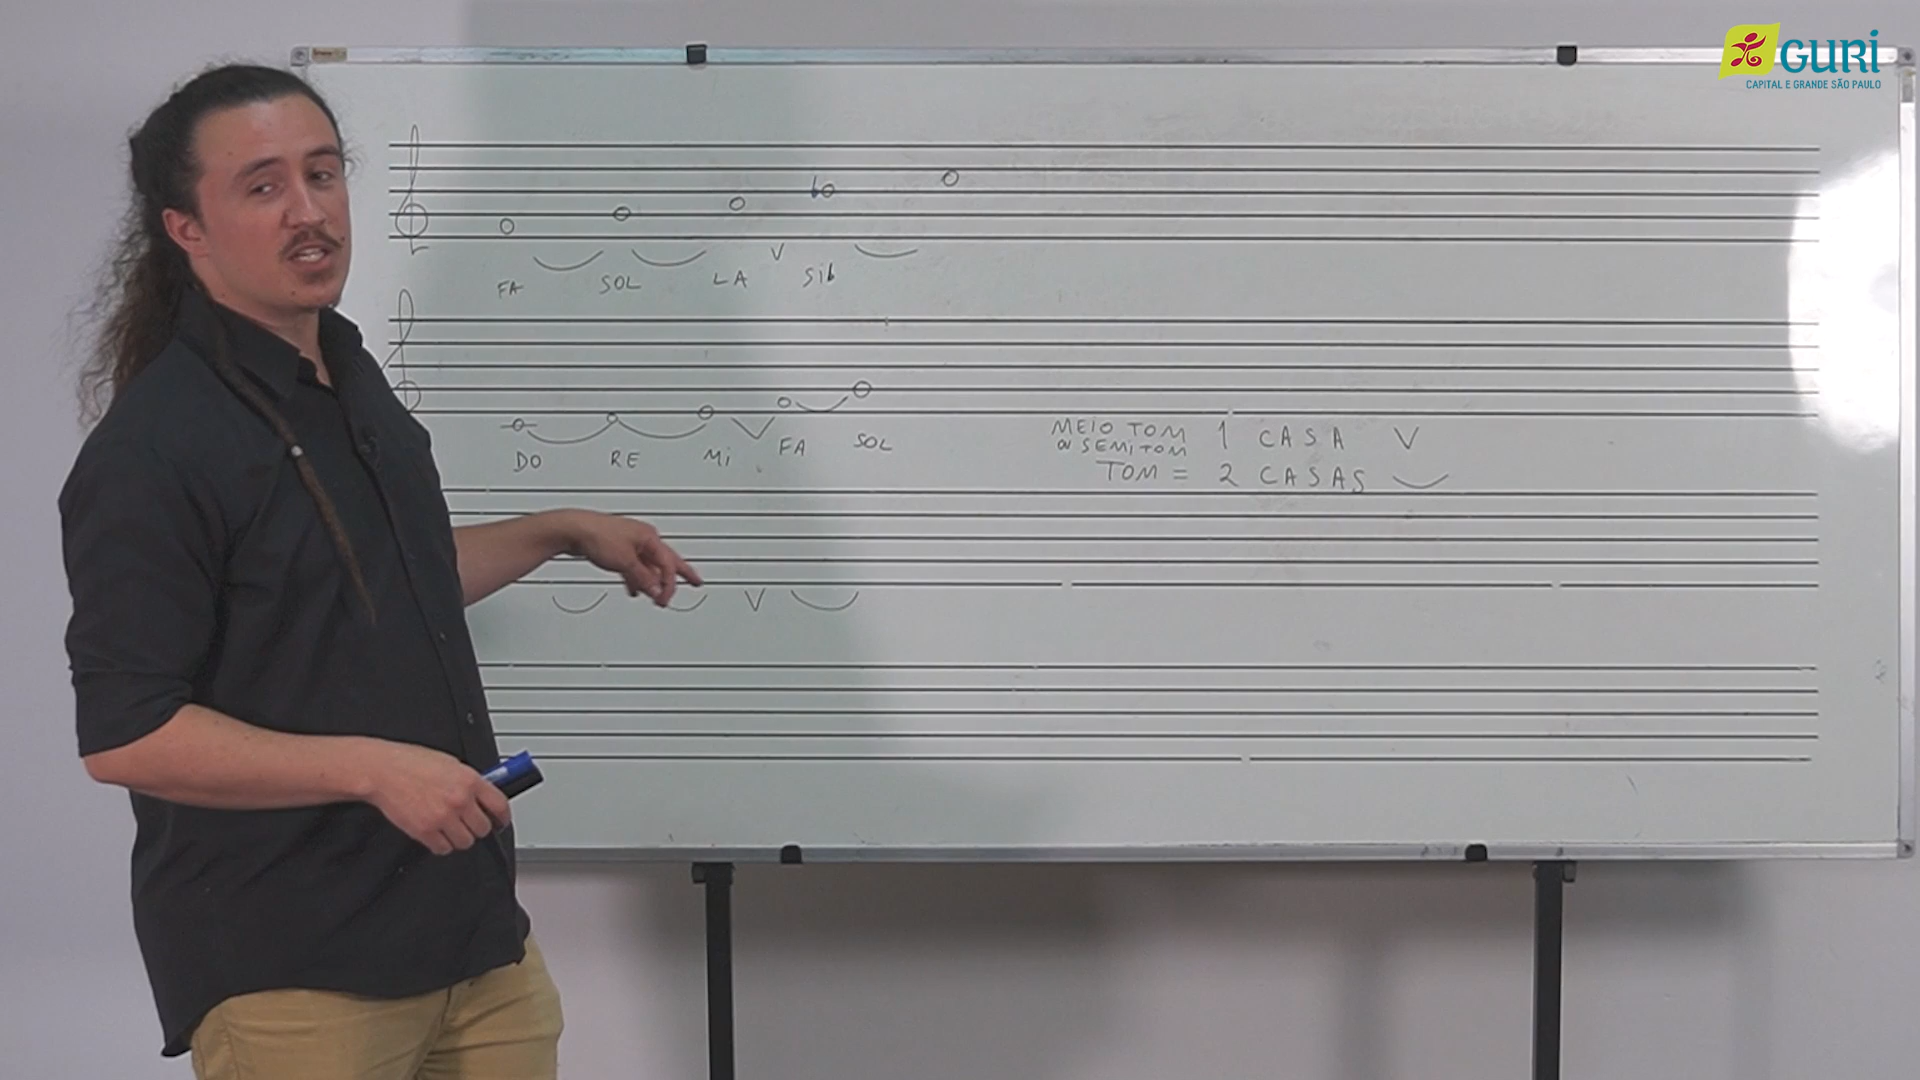 GURI
CAPITAL E GRANDE SÃO PAULO
FA SOL LA Sib
DO RE Mi FA SOL
MEIO TOM 1 CASA V
OU SEMITOM
TOM = 2 CASAS
V